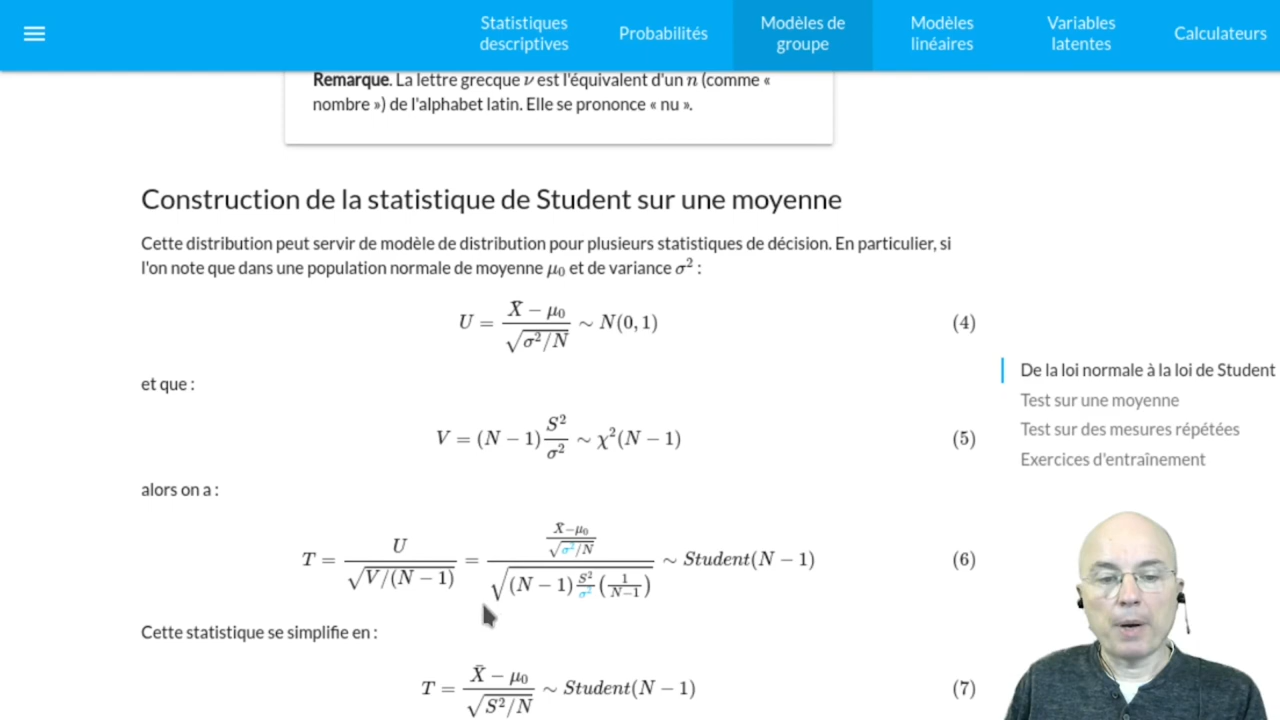 Statistiques descriptives
Probabilités
Modèles de groupe
Modèles linéaires
Variables latentes
Calculateurs
Remarque. La lettre grecque ν est l'équivalent d'un n (comme «
nombre ») de l'alphabet latin. Elle se prononce « nu ».
Construction de la statistique de Student sur une moyenne
Cette distribution peut servir de modèle de distribution pour plusieurs statistiques de décision. En particulier, si
l'on note que dans une population normale de moyenne μ₀ et de variance σ² :
U = (X̄ − μ₀) / √(σ²/N) ~ N(0, 1) (4)
et que :
V = (N − 1) S²/σ² ~ χ²(N − 1) (5)
alors on a :
T = U / √(V/(N − 1)) = ((X̄−μ₀) / √(σ²/N)) / √((N − 1) S²/σ² (1/(N−1))) ~ Student(N − 1) (6)
Cette statistique se simplifie en :
T = (X̄ − μ₀) / √(S²/N) ~ Student(N − 1) (7)
De la loi normale à la loi de Student
Test sur une moyenne
Test sur des mesures répétées
Exercices d'entraînement